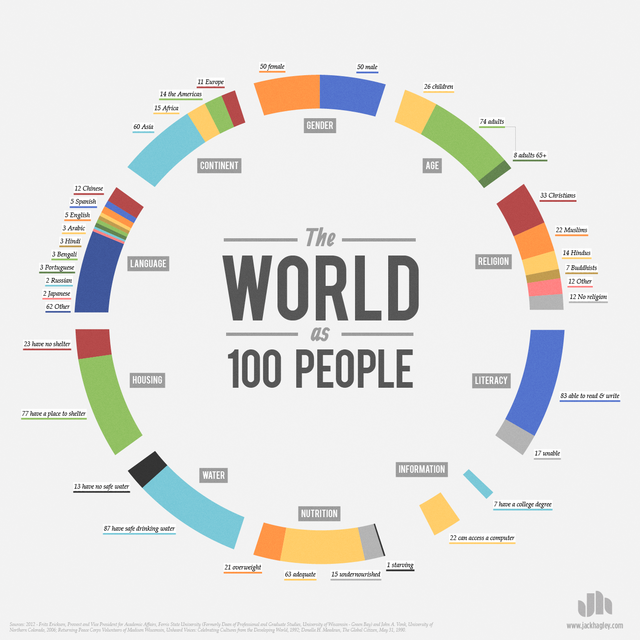 The
WORLD
as
100 PEOPLE
GENDER
50 female
50 male
AGE
26 children
74 adults
8 adults 65+
RELIGION
33 Christians
22 Muslims
14 Hindus
7 Buddhists
12 Other
12 No religion
LITERACY
83 able to read & write
17 unable
INFORMATION
7 have a college degree
22 can access a computer
NUTRITION
1 starving
15 undernourished
63 adequate
21 overweight
WATER
87 have safe drinking water
13 have no safe water
HOUSING
77 have a place to shelter
23 have no shelter
LANGUAGE
12 Chinese
5 Spanish
5 English
3 Arabic
3 Hindi
3 Bengali
3 Portuguese
2 Russian
2 Japanese
62 Other
CONTINENT
60 Asia
15 Africa
14 the Americas
11 Europe
www.jackhagley.com